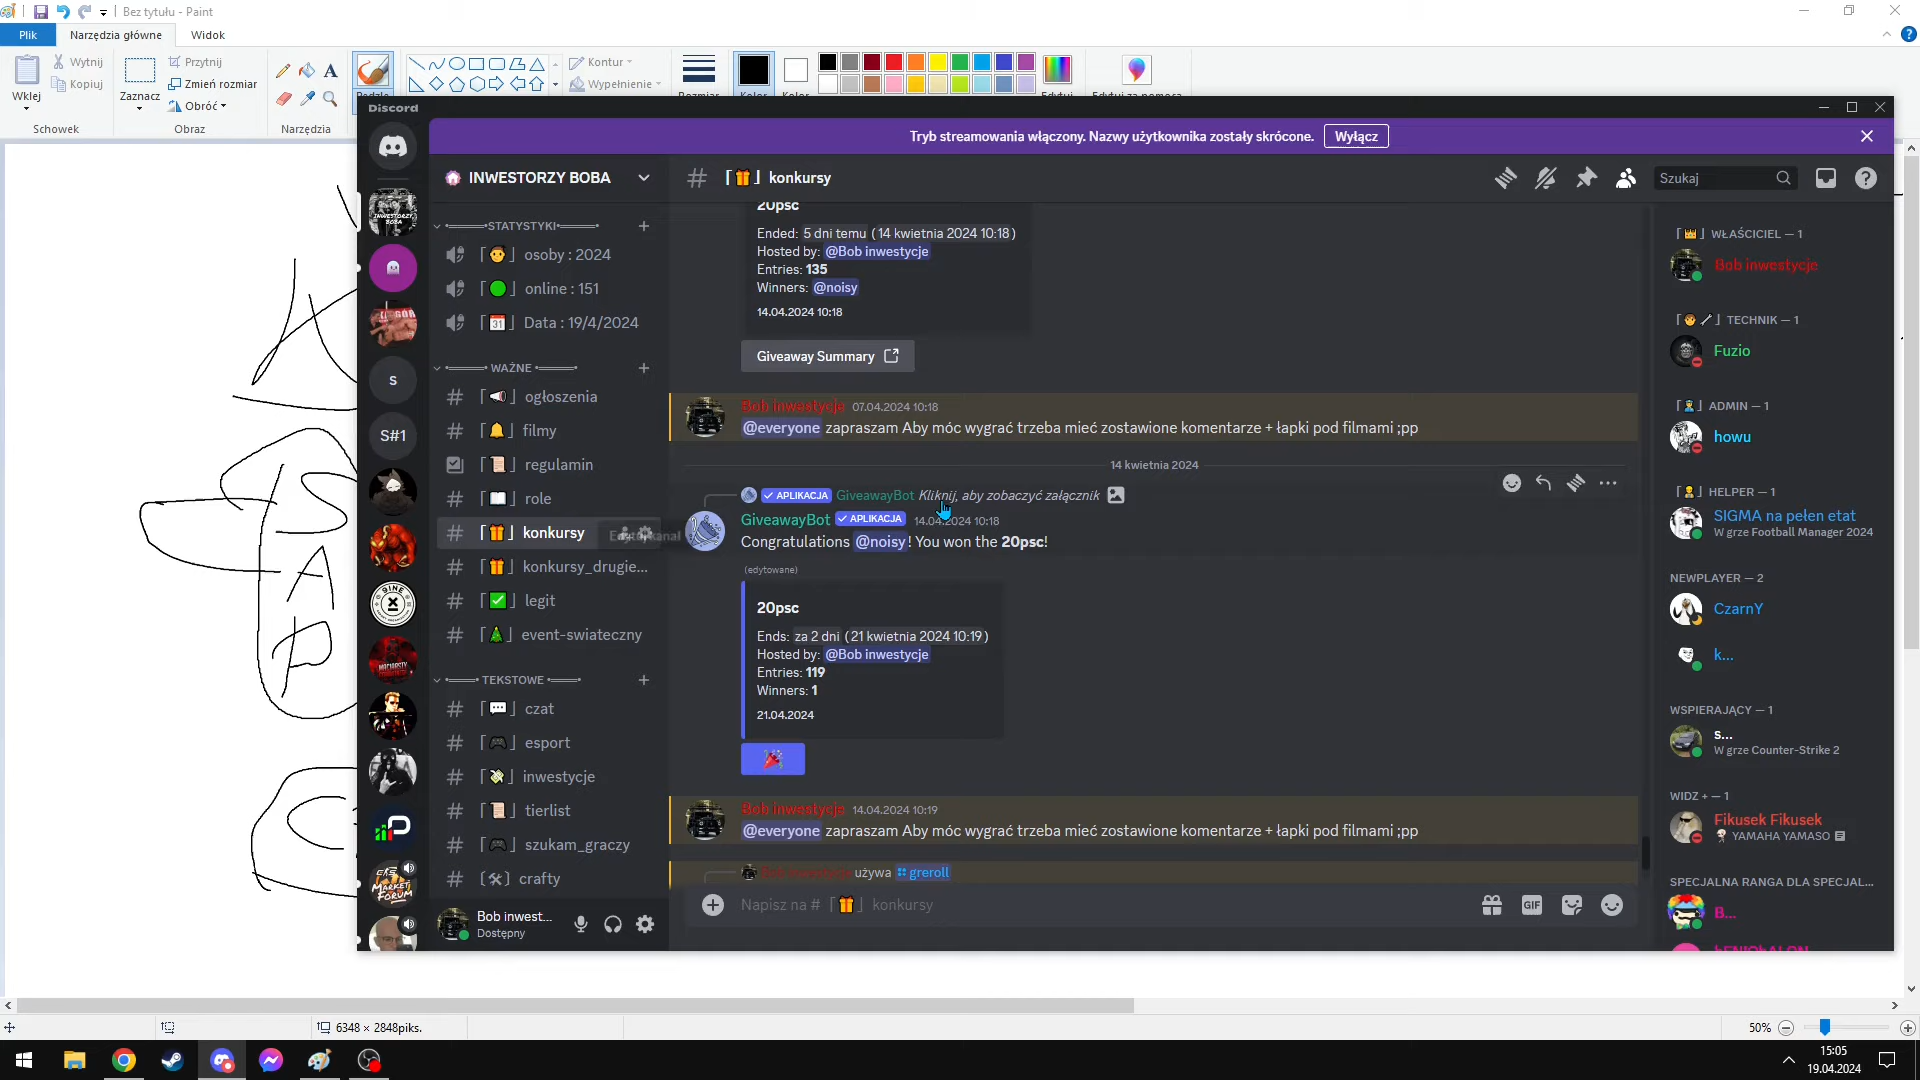 Bez tytułu - Paint
Plik
Narzędzia główne
Widok
Wklej
Wytnij
Kopiuj
Schowek
Zaznacz
Przytnij
Zmień rozmiar
Obróć
Obraz
Narzędzia
Kontur
Wypełnienie
Discord
Tryb streamowania włączony. Nazwy użytkownika zostały skrócone.
Wyłącz
INWESTORZY BOBA
STATYSTYKI
osoby : 2024
online : 151
Data : 19/4/2024
WAŻNE
ogłoszenia
filmy
regulamin
role
konkursy
konkursy_drugie...
legit
event-swiateczny
TEKSTOWE
czat
esport
inwestycje
tierlist
szukam_graczy
crafty
Bob inwest...
Dostępny
S
S#1
# konkursy
Szukaj
20psc
Ended: 5 dni temu (14 kwietnia 2024 10:18)
Hosted by: @Bob inwestycje
Entries: 135
Winners: @noisy
14.04.2024 10:18
Giveaway Summary
Bob inwestycje 07.04.2024 10:18
@everyone zapraszam Aby móc wygrać trzeba mieć zostawione komentarze + łapki pod filmami ;pp
14 kwietnia 2024
APLIKACJA GiveawayBot Kliknij, aby zobaczyć załącznik
GiveawayBot APLIKACJA 14.04.2024 10:18
Congratulations @noisy! You won the 20psc!
(edytowane)
20psc
Ends: za 2 dni (21 kwietnia 2024 10:19)
Hosted by: @Bob inwestycje
Entries: 119
Winners: 1
21.04.2024
Bob inwestycje 14.04.2024 10:19
@everyone zapraszam Aby móc wygrać trzeba mieć zostawione komentarze + łapki pod filmami ;pp
Bob inwestycje używa greroll
Napisz na # konkursy
GIF
WŁAŚCICIEL — 1
Bob inwestycje
TECHNIK — 1
Fuzio
ADMIN — 1
howu
HELPER — 1
SIGMA na pełen etat
W grze Football Manager 2024
NEWPLAYER — 2
CzarnY
k...
WSPIERAJĄCY — 1
s...
W grze Counter-Strike 2
WIDZ + — 1
Fikusek Fikusek
YAMAHA YAMASO
SPECJALNA RANGA DLA SPECJAL...
B...
6348 × 2848piks.
50%
15:05
19.04.2024